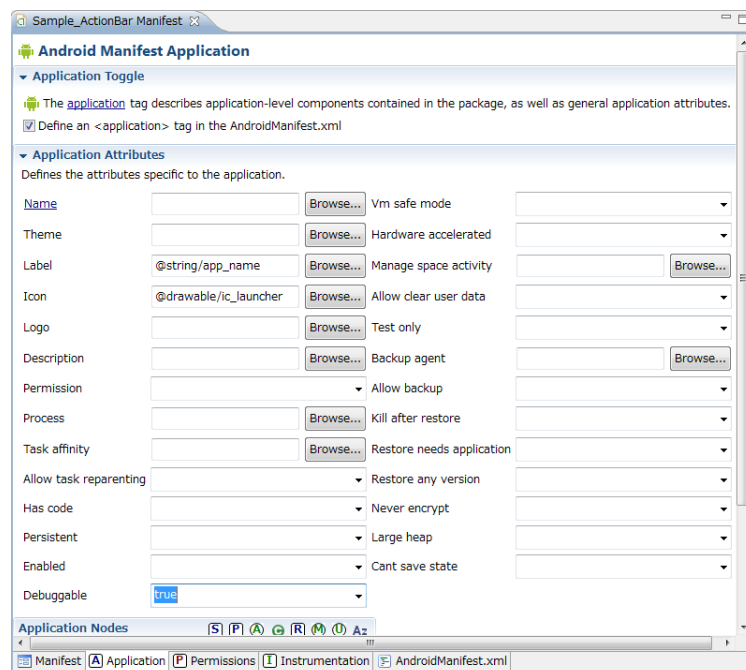 Sample_ActionBar Manifest
Android Manifest Application
Application Toggle
The application tag describes application-level components contained in the package, as well as general application attributes.
Define an <application> tag in the AndroidManifest.xml
Application Attributes
Defines the attributes specific to the application.
Name Browse... Vm safe mode
Theme Browse... Hardware accelerated
Label @string/app_name Browse... Manage space activity Browse...
Icon @drawable/ic_launcher Browse... Allow clear user data
Logo Browse... Test only
Description Browse... Backup agent Browse...
Permission Allow backup
Process Browse... Kill after restore
Task affinity Browse... Restore needs application
Allow task reparenting Restore any version
Has code Never encrypt
Persistent Large heap
Enabled Cant save state
Debuggable true
Application Nodes S P A G R M U Az
Manifest A Application P Permissions I Instrumentation F AndroidManifest.xml